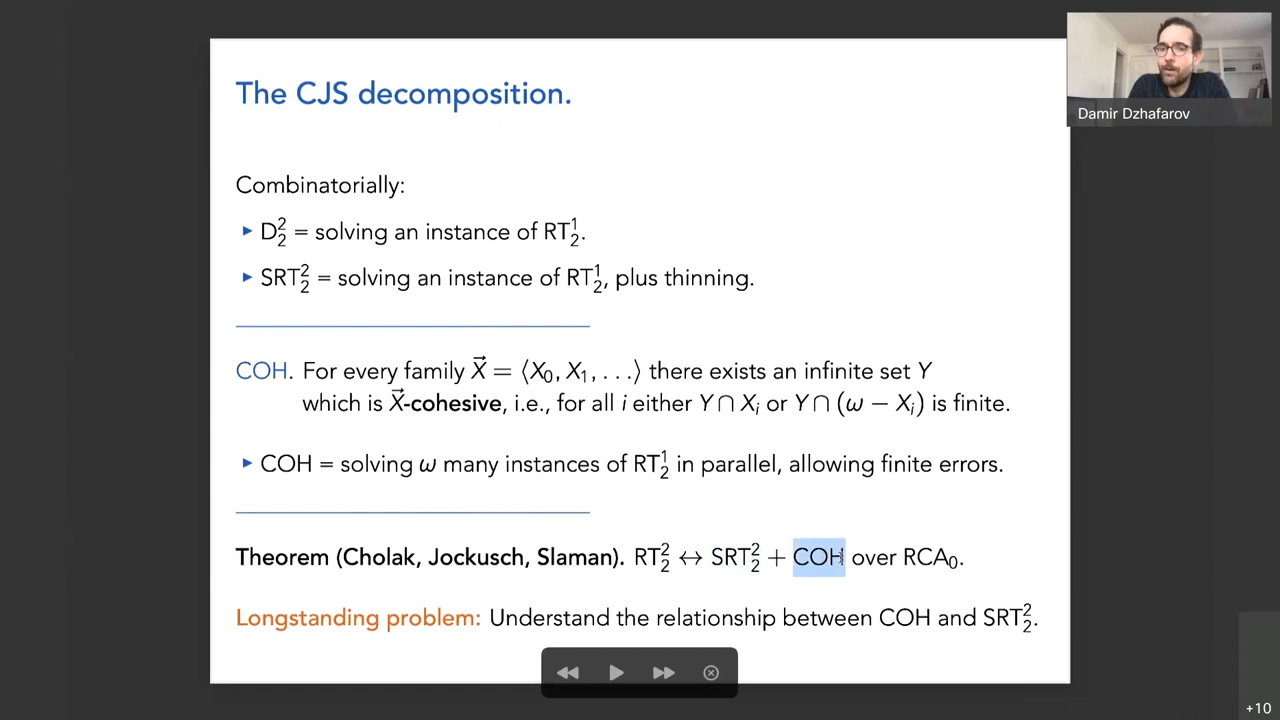 The CJS decomposition.
Damir Dzhafarov
Combinatorially:
▸ D₂² = solving an instance of RT₂¹.
▸ SRT₂² = solving an instance of RT₂¹, plus thinning.
COH. For every family X⃗ = ⟨X₀, X₁, . . .⟩ there exists an infinite set Y
which is X⃗-cohesive, i.e., for all i either Y ∩ Xᵢ or Y ∩ (ω − Xᵢ) is finite.
▸ COH = solving ω many instances of RT₂¹ in parallel, allowing finite errors.
Theorem (Cholak, Jockusch, Slaman). RT₂² ↔ SRT₂² + COH over RCA₀.
Longstanding problem: Understand the relationship between COH and SRT₂².
+10